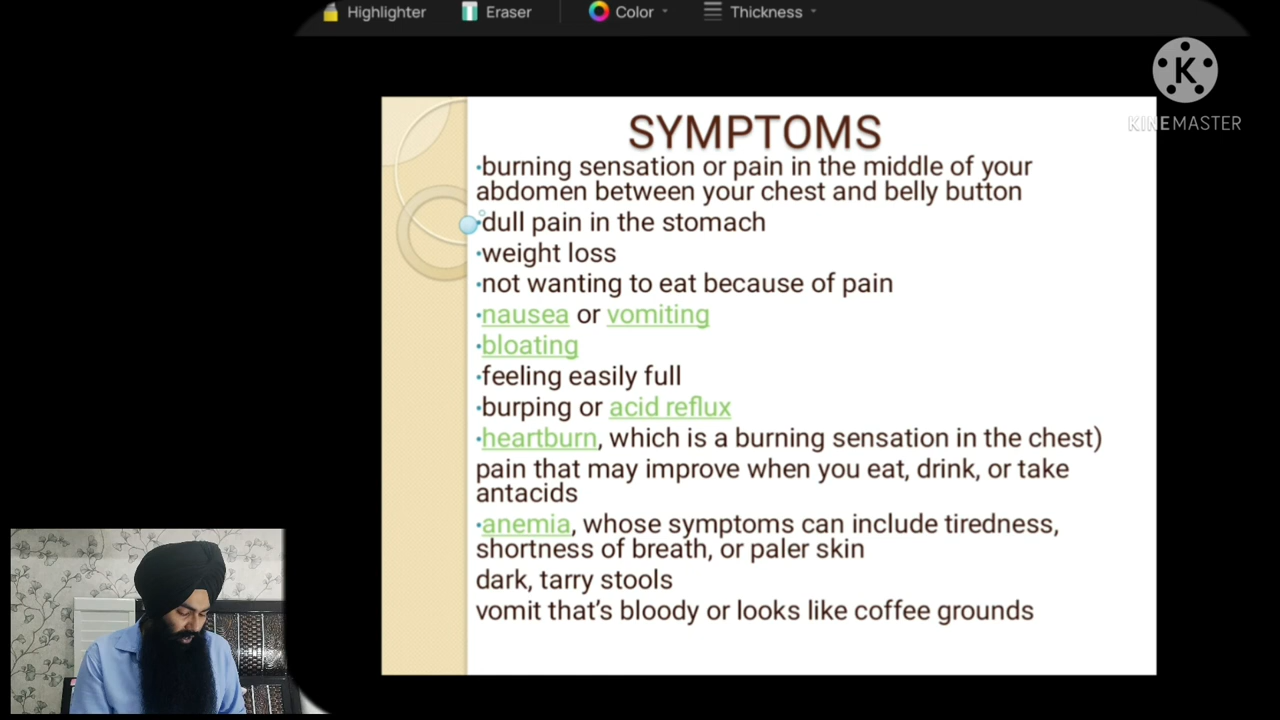 Highlighter Eraser Color Thickness
KINEMASTER
SYMPTOMS
•burning sensation or pain in the middle of your
abdomen between your chest and belly button
•dull pain in the stomach
•weight loss
•not wanting to eat because of pain
•nausea or vomiting
•bloating
•feeling easily full
•burping or acid reflux
•heartburn, which is a burning sensation in the chest)
pain that may improve when you eat, drink, or take
antacids
•anemia, whose symptoms can include tiredness,
shortness of breath, or paler skin
dark, tarry stools
vomit that's bloody or looks like coffee grounds